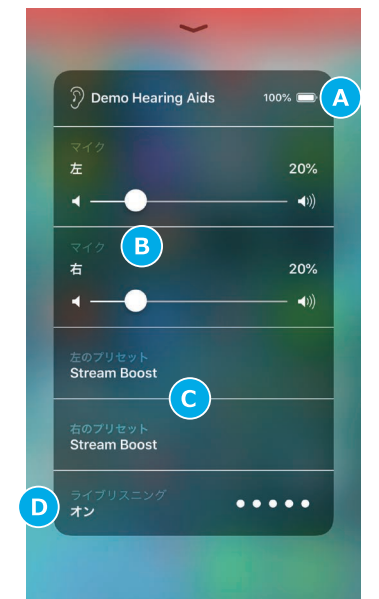 Demo Hearing Aids 100% A
マイク
左 20%
B
マイク
右 20%
左のプリセット
Stream Boost
C
右のプリセット
Stream Boost
D
ライブリスニング
オン